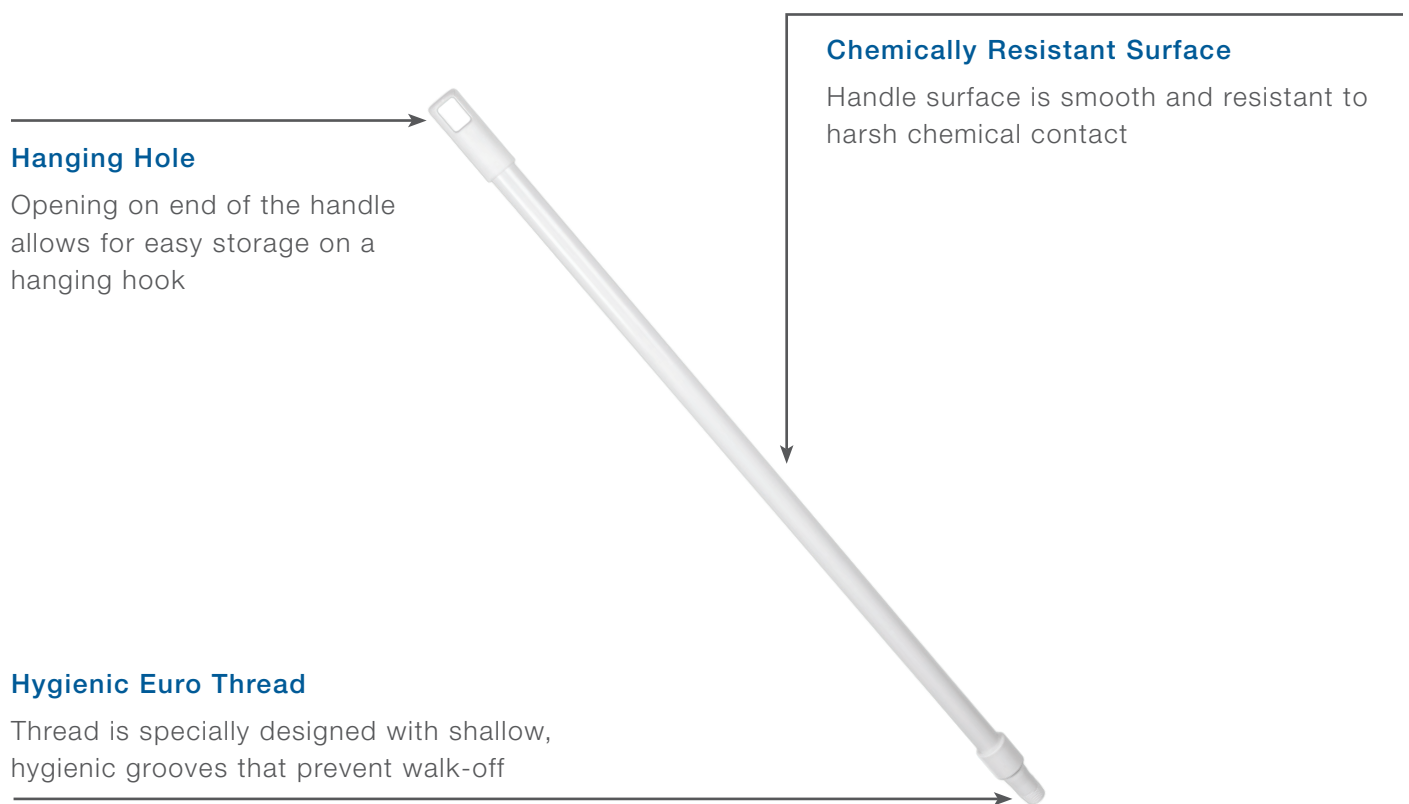 Chemically Resistant Surface
Handle surface is smooth and resistant to
harsh chemical contact
Hanging Hole
Opening on end of the handle
allows for easy storage on a
hanging hook
Hygienic Euro Thread
Thread is specially designed with shallow,
hygienic grooves that prevent walk-off